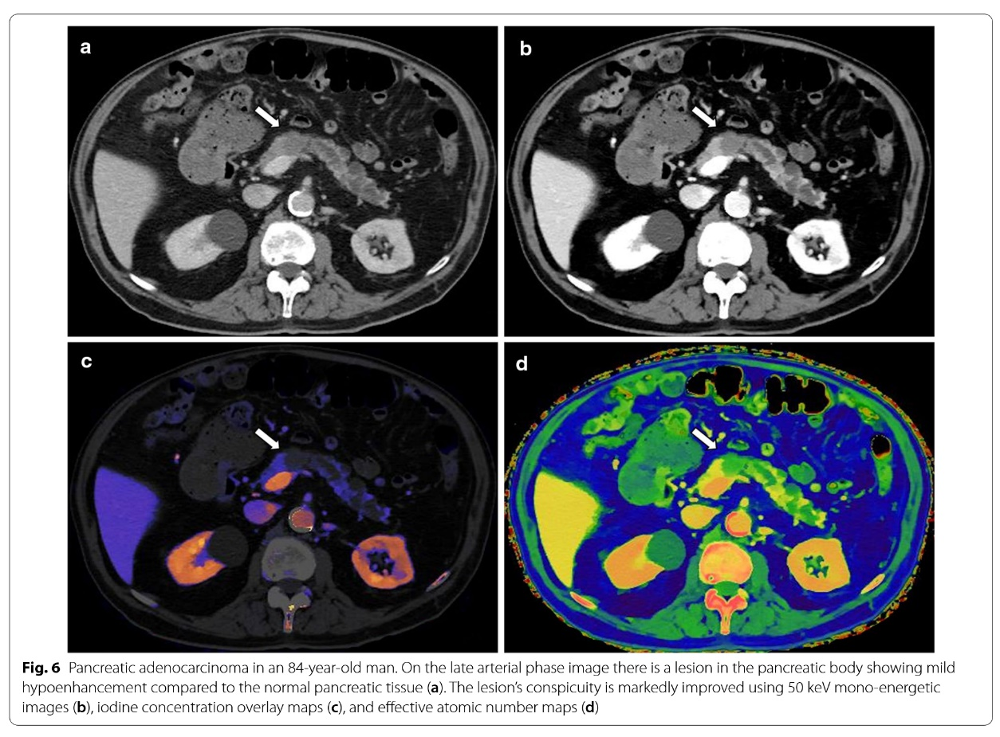 a
b
c
d
Fig. 6 Pancreatic adenocarcinoma in an 84-year-old man. On the late arterial phase image there is a lesion in the pancreatic body showing mild
hypoenhancement compared to the normal pancreatic tissue (a). The lesion's conspicuity is markedly improved using 50 keV mono-energetic
images (b), iodine concentration overlay maps (c), and effective atomic number maps (d)